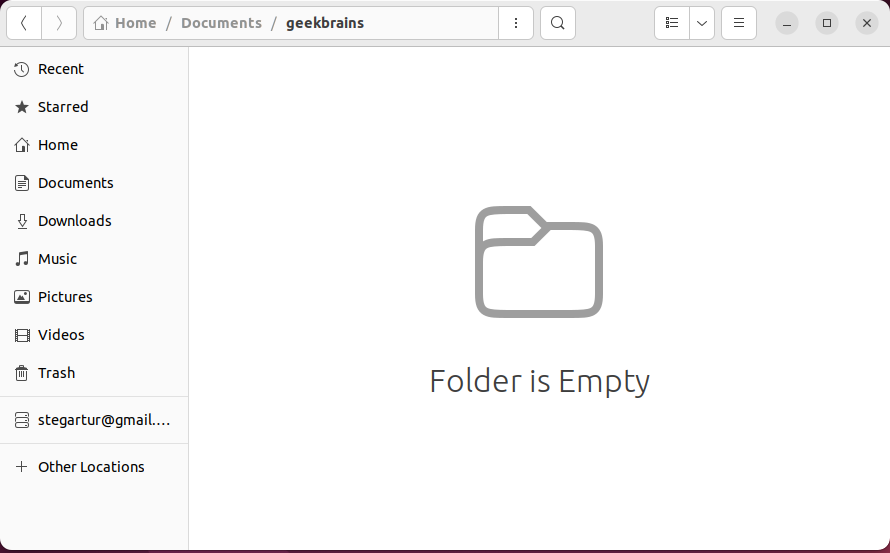 Home / Documents / geekbrains
Recent
Starred
Home
Documents
Downloads
Music
Pictures
Videos
Trash
stegartur@gmail.…
Other Locations
Folder is Empty